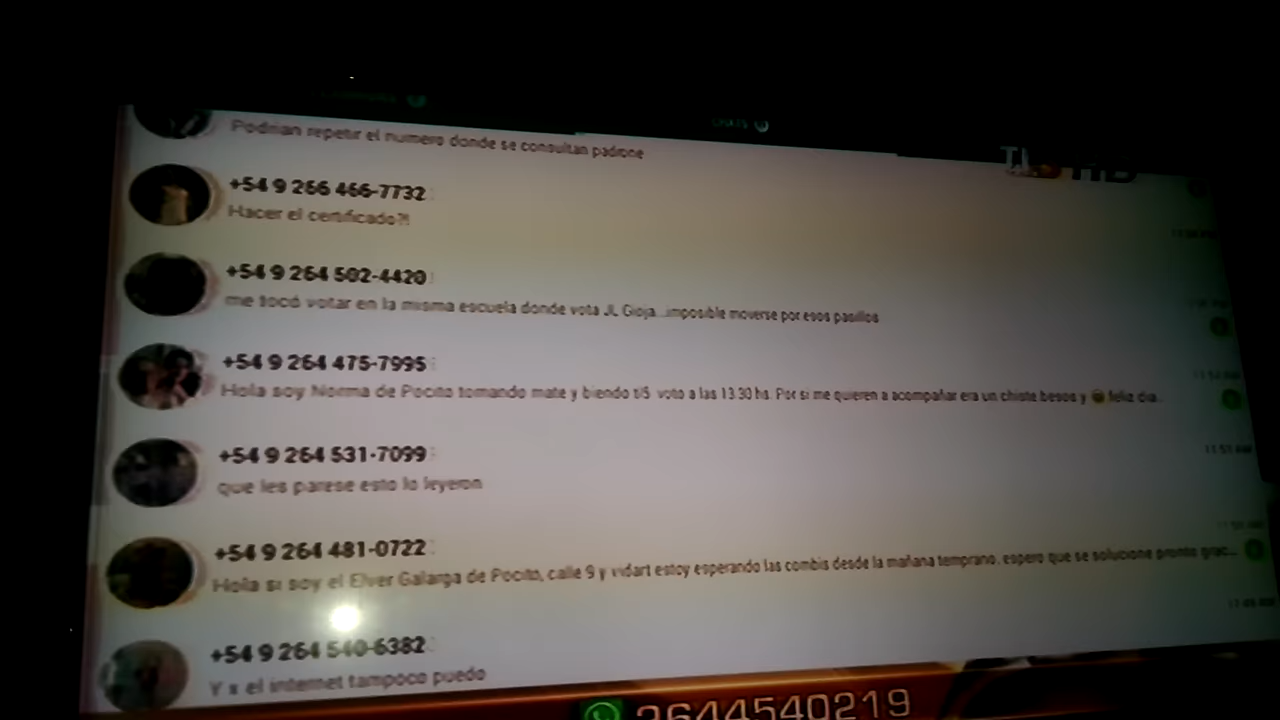 Podrian repetir el numero donde se consultan padione
+54 9 266 466-7732
Hacer el certificado?!
+54 9 264 502-4420
me tocó votar en la misma escuela donde vota JL Gioja...imposible moverse por esos pasillos
+54 9 264 475-7995
Hola soy Norma de Pocito tomando mate y biendo t/5 voto a las 13.30 hs. Por si me quieren a acompañar era un chiste.besos y 😀 feliz dia..
+54 9 264 531-7099
que les parese esto lo leyeron
+54 9 264 481-0722
Hola si soy el Elver Galarga de Pocito, calle 9 y vidart estoy esperando las combis desde la mañana temprano. espero que se solucione pronto grac...
+54 9 264 540-6382
Y x el internet tampoco puedo
2644540219